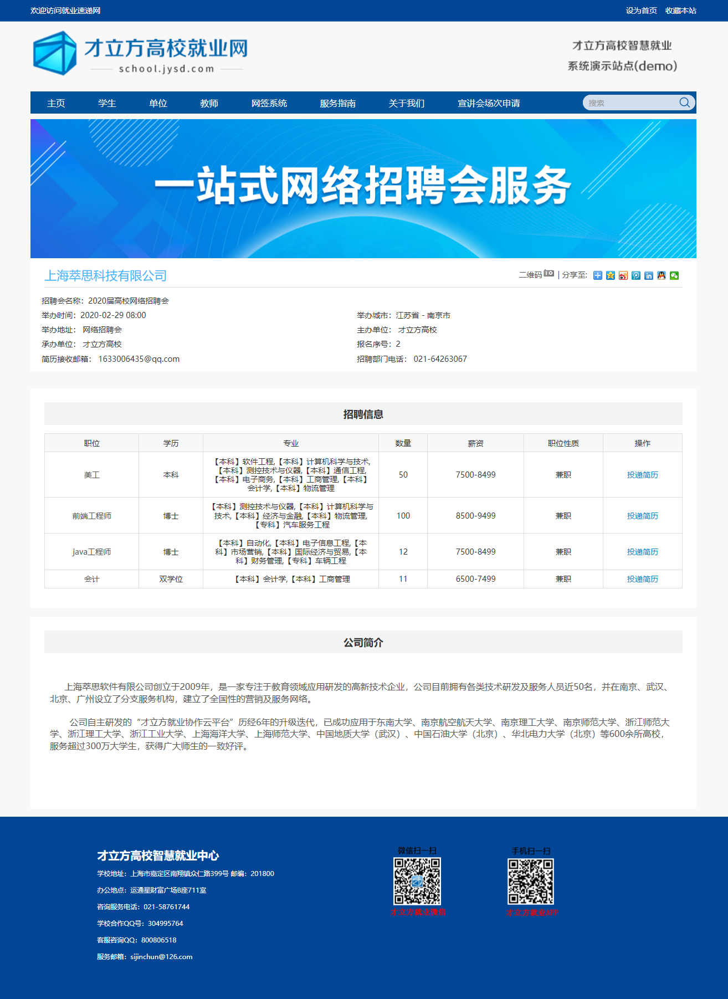 欢迎访问就业速递网 设为首页 收藏本站
才立方高校就业网
school.jysd.com
才立方高校智慧就业
系统演示站点(demo)
主页 学生 单位 教师 网签系统 服务指南 关于我们 宣讲会场次申请 搜索
一站式网络招聘会服务
上海萃思科技有限公司 二维码 | 分享至:
招聘会名称：2020届高校网络招聘会
举办时间：2020-02-29 08:00 举办城市：江苏省 - 南京市
举办地址： 网络招聘会 主办单位： 才立方高校
承办单位： 才立方高校 报名序号：2
简历接收邮箱： 1633006435@qq.com 招聘部门电话： 021-64263067
招聘信息
职位 学历 专业 数量 薪资 职位性质 操作
【本科】软件工程,【本科】计算机科学与技术,
【本科】测控技术与仪器,【本科】通信工程,
美工 本科 【本科】电子商务,【本科】工商管理,【本科】 50 7500-8499 兼职 投递简历
会计学,【本科】物流管理
【本科】测控技术与仪器,【本科】计算机科学与
前端工程师 博士 技术,【本科】经济与金融,【本科】物流管理, 100 8500-9499 兼职 投递简历
【专科】汽车服务工程
【本科】自动化,【本科】电子信息工程,【本
java工程师 博士 科】市场营销,【本科】国际经济与贸易,【本 12 7500-8499 兼职 投递简历
科】财务管理,【专科】车辆工程
会计 双学位 【本科】会计学,【本科】工商管理 11 6500-7499 兼职 投递简历
公司简介
上海萃思软件有限公司创立于2009年，是一家专注于教育领域应用研发的高新技术企业，公司目前拥有各类技术研发及服务人员近50名，并在南京、武汉、
北京、广州设立了分支服务机构，建立了全国性的营销及服务网络。
公司自主研发的“才立方就业协作云平台”历经6年的升级迭代，已成功应用于东南大学、南京航空航天大学、南京理工大学、南京师范大学、浙江师范大
学、浙江理工大学、浙江工业大学、上海海洋大学、上海师范大学、中国地质大学（武汉）、中国石油大学（北京）、华北电力大学（北京）等600余所高校，
服务超过300万大学生，获得广大师生的一致好评。
才立方高校智慧就业中心
学校地址：上海市嘉定区南翔镇众仁路399号 邮编：201800
办公地点：运通星财富广场B座711室
咨询服务电话：021-58761744
学校合作QQ号：304995764
客服咨询QQ：800806518
服务邮箱：sijinchun@126.com
微信扫一扫
才立方就业微信
手机扫一扫
才立方就业APP